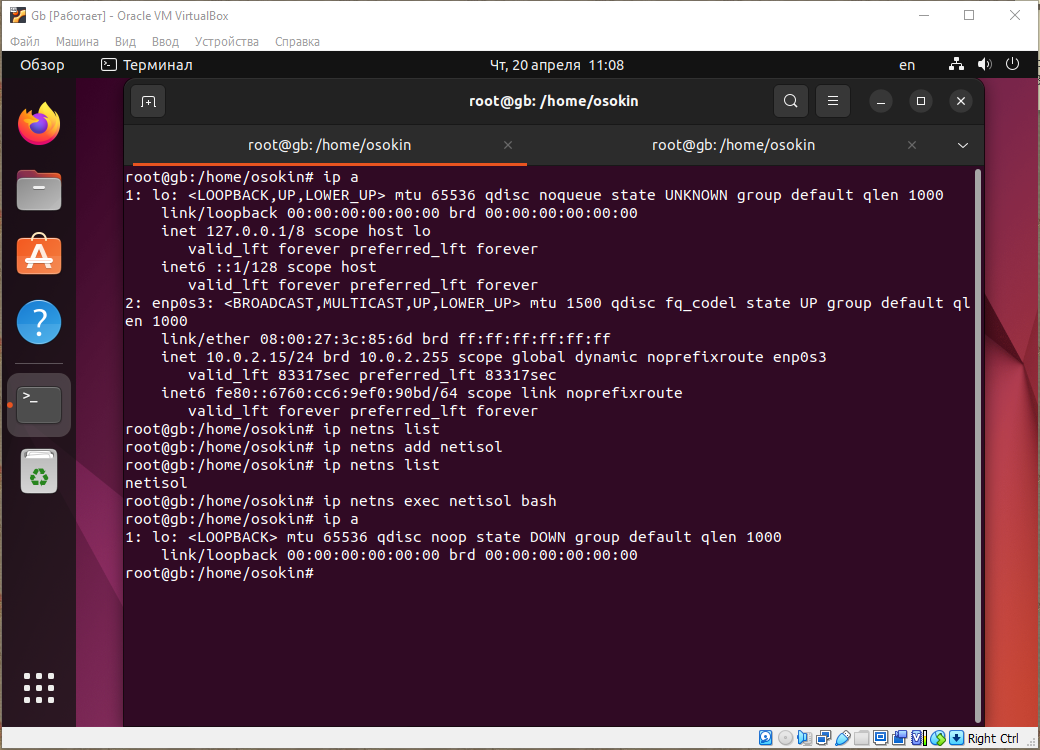 Gb [Работает] - Oracle VM VirtualBox
Файл Машина Вид Ввод Устройства Справка
Обзор Терминал Чт, 20 апреля 11:08 en
root@gb: /home/osokin
root@gb: /home/osokin root@gb: /home/osokin
root@gb:/home/osokin# ip a
1: lo: <LOOPBACK,UP,LOWER_UP> mtu 65536 qdisc noqueue state UNKNOWN group default qlen 1000
    link/loopback 00:00:00:00:00:00 brd 00:00:00:00:00:00
    inet 127.0.0.1/8 scope host lo
       valid_lft forever preferred_lft forever
    inet6 ::1/128 scope host
       valid_lft forever preferred_lft forever
2: enp0s3: <BROADCAST,MULTICAST,UP,LOWER_UP> mtu 1500 qdisc fq_codel state UP group default ql
en 1000
    link/ether 08:00:27:3c:85:6d brd ff:ff:ff:ff:ff:ff
    inet 10.0.2.15/24 brd 10.0.2.255 scope global dynamic noprefixroute enp0s3
       valid_lft 83317sec preferred_lft 83317sec
    inet6 fe80::6760:cc6:9ef0:90bd/64 scope link noprefixroute
       valid_lft forever preferred_lft forever
root@gb:/home/osokin# ip netns list
root@gb:/home/osokin# ip netns add netisol
root@gb:/home/osokin# ip netns list
netisol
root@gb:/home/osokin# ip netns exec netisol bash
root@gb:/home/osokin# ip a
1: lo: <LOOPBACK> mtu 65536 qdisc noop state DOWN group default qlen 1000
    link/loopback 00:00:00:00:00:00 brd 00:00:00:00:00:00
root@gb:/home/osokin#
Right Ctrl